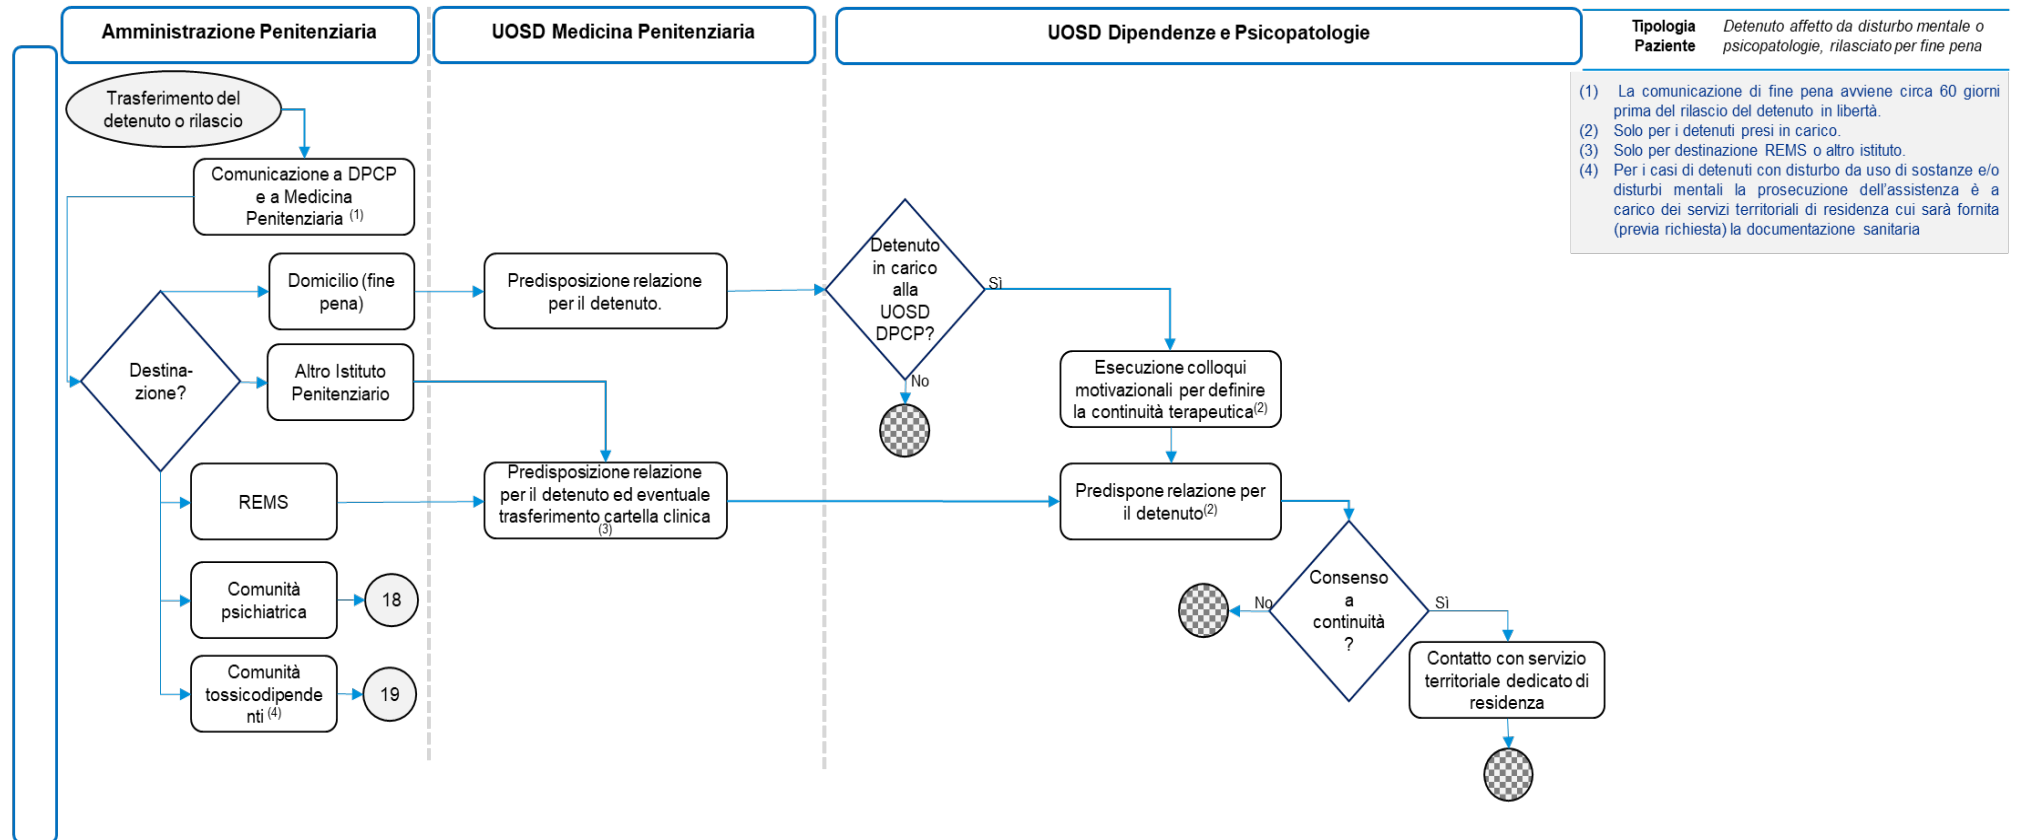 Amministrazione Penitenziaria
UOSD Medicina Penitenziaria
UOSD Dipendenze e Psicopatologie
Tipologia
Paziente
Detenuto affetto da disturbo mentale o
psicopatologie, rilasciato per fine pena
(1) La comunicazione di fine pena avviene circa 60 giorni
prima del rilascio del detenuto in libertà.
(2) Solo per i detenuti presi in carico.
(3) Solo per destinazione REMS o altro istituto.
(4) Per i casi di detenuti con disturbo da uso di sostanze e/o
disturbi mentali la prosecuzione dell'assistenza è a
carico dei servizi territoriali di residenza cui sarà fornita
(previa richiesta) la documentazione sanitaria
Trasferimento del
detenuto o rilascio
Comunicazione a DPCP
e a Medicina
Penitenziaria (1)
Destina-
zione?
Domicilio (fine
pena)
Altro Istituto
Penitenziario
REMS
Comunità
psichiatrica
18
Comunità
tossicodipende
nti (4)
19
Predisposizione relazione
per il detenuto.
Predisposizione relazione
per il detenuto ed eventuale
trasferimento cartella clinica
(3)
Detenuto
in carico
alla
UOSD
DPCP?
Sì
No
Esecuzione colloqui
motivazionali per definire
la continuità terapeutica(2)
Predispone relazione per
il detenuto(2)
Consenso
a
continuità
?
No
Sì
Contatto con servizio
territoriale dedicato di
residenza